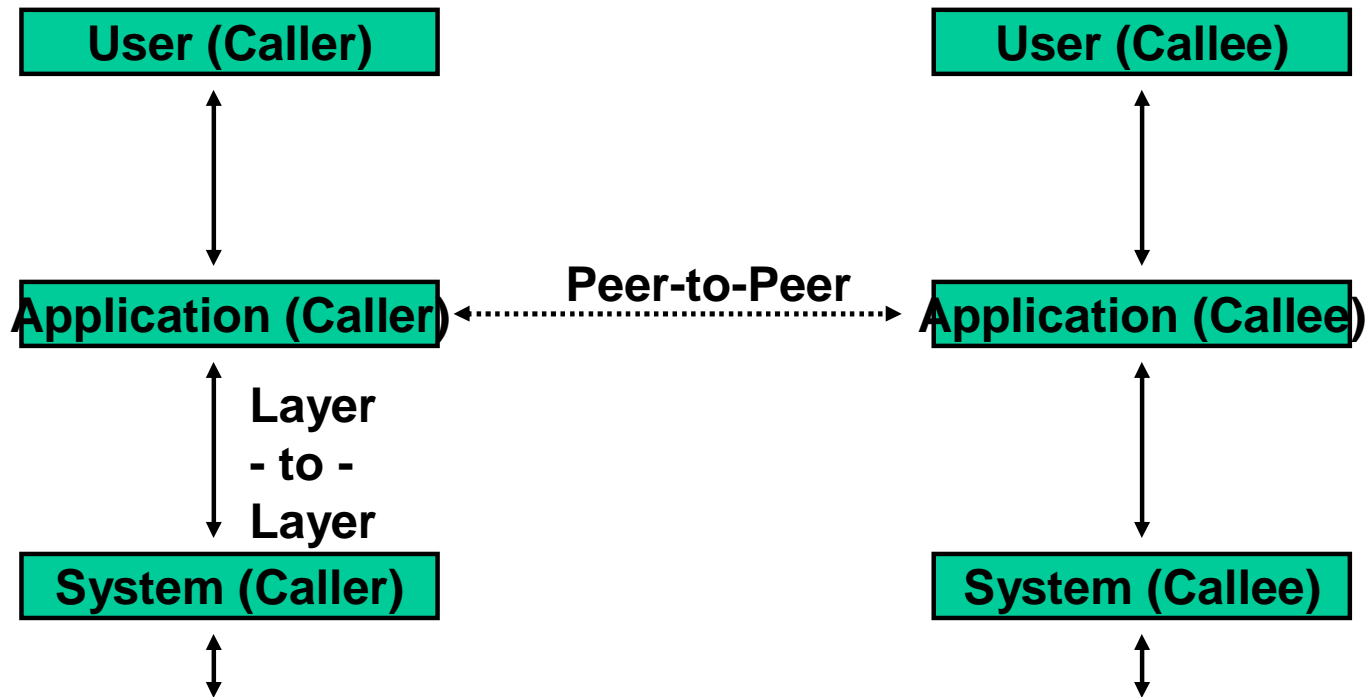 User (Caller)
User (Callee)
Peer-to-Peer
Application (Caller)
Application (Callee)
Layer
- to -
Layer
System (Caller)
System (Callee)